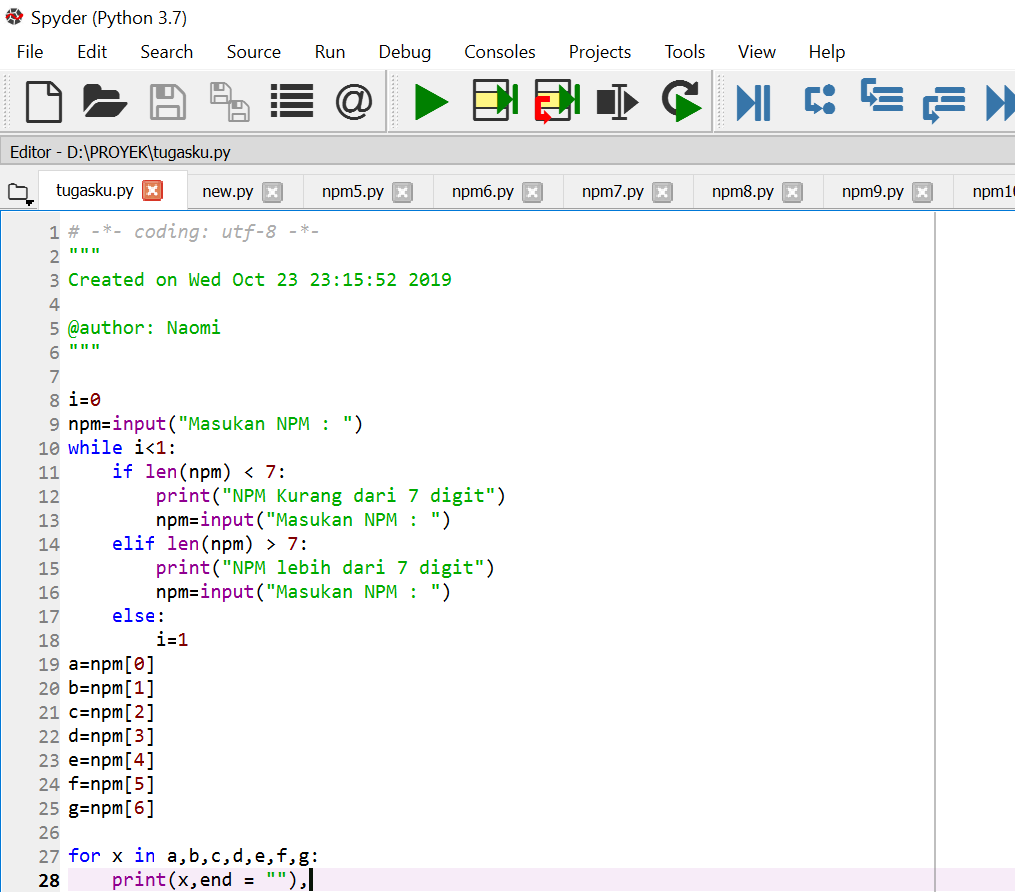 Spyder (Python 3.7)
File Edit Search Source Run Debug Consoles Projects Tools View Help
Editor - D:\PROYEK\tugasku.py
tugasku.py new.py npm5.py npm6.py npm7.py npm8.py npm9.py npm10
1 # -*- coding: utf-8 -*-
2 """
3 Created on Wed Oct 23 23:15:52 2019
4
5 @author: Naomi
6 """
7
8 i=0
9 npm=input("Masukan NPM : ")
10 while i<1:
11     if len(npm) < 7:
12         print("NPM Kurang dari 7 digit")
13         npm=input("Masukan NPM : ")
14     elif len(npm) > 7:
15         print("NPM lebih dari 7 digit")
16         npm=input("Masukan NPM : ")
17     else:
18         i=1
19 a=npm[0]
20 b=npm[1]
21 c=npm[2]
22 d=npm[3]
23 e=npm[4]
24 f=npm[5]
25 g=npm[6]
26
27 for x in a,b,c,d,e,f,g:
28     print(x,end = ""),